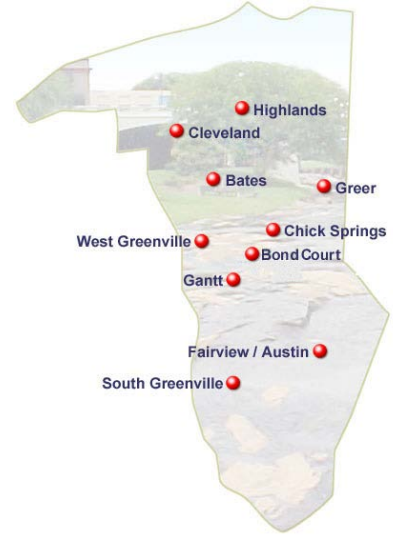 Highlands
Cleveland
Bates
Greer
Chick Springs
West Greenville
Bond Court
Gantt
Fairview / Austin
South Greenville